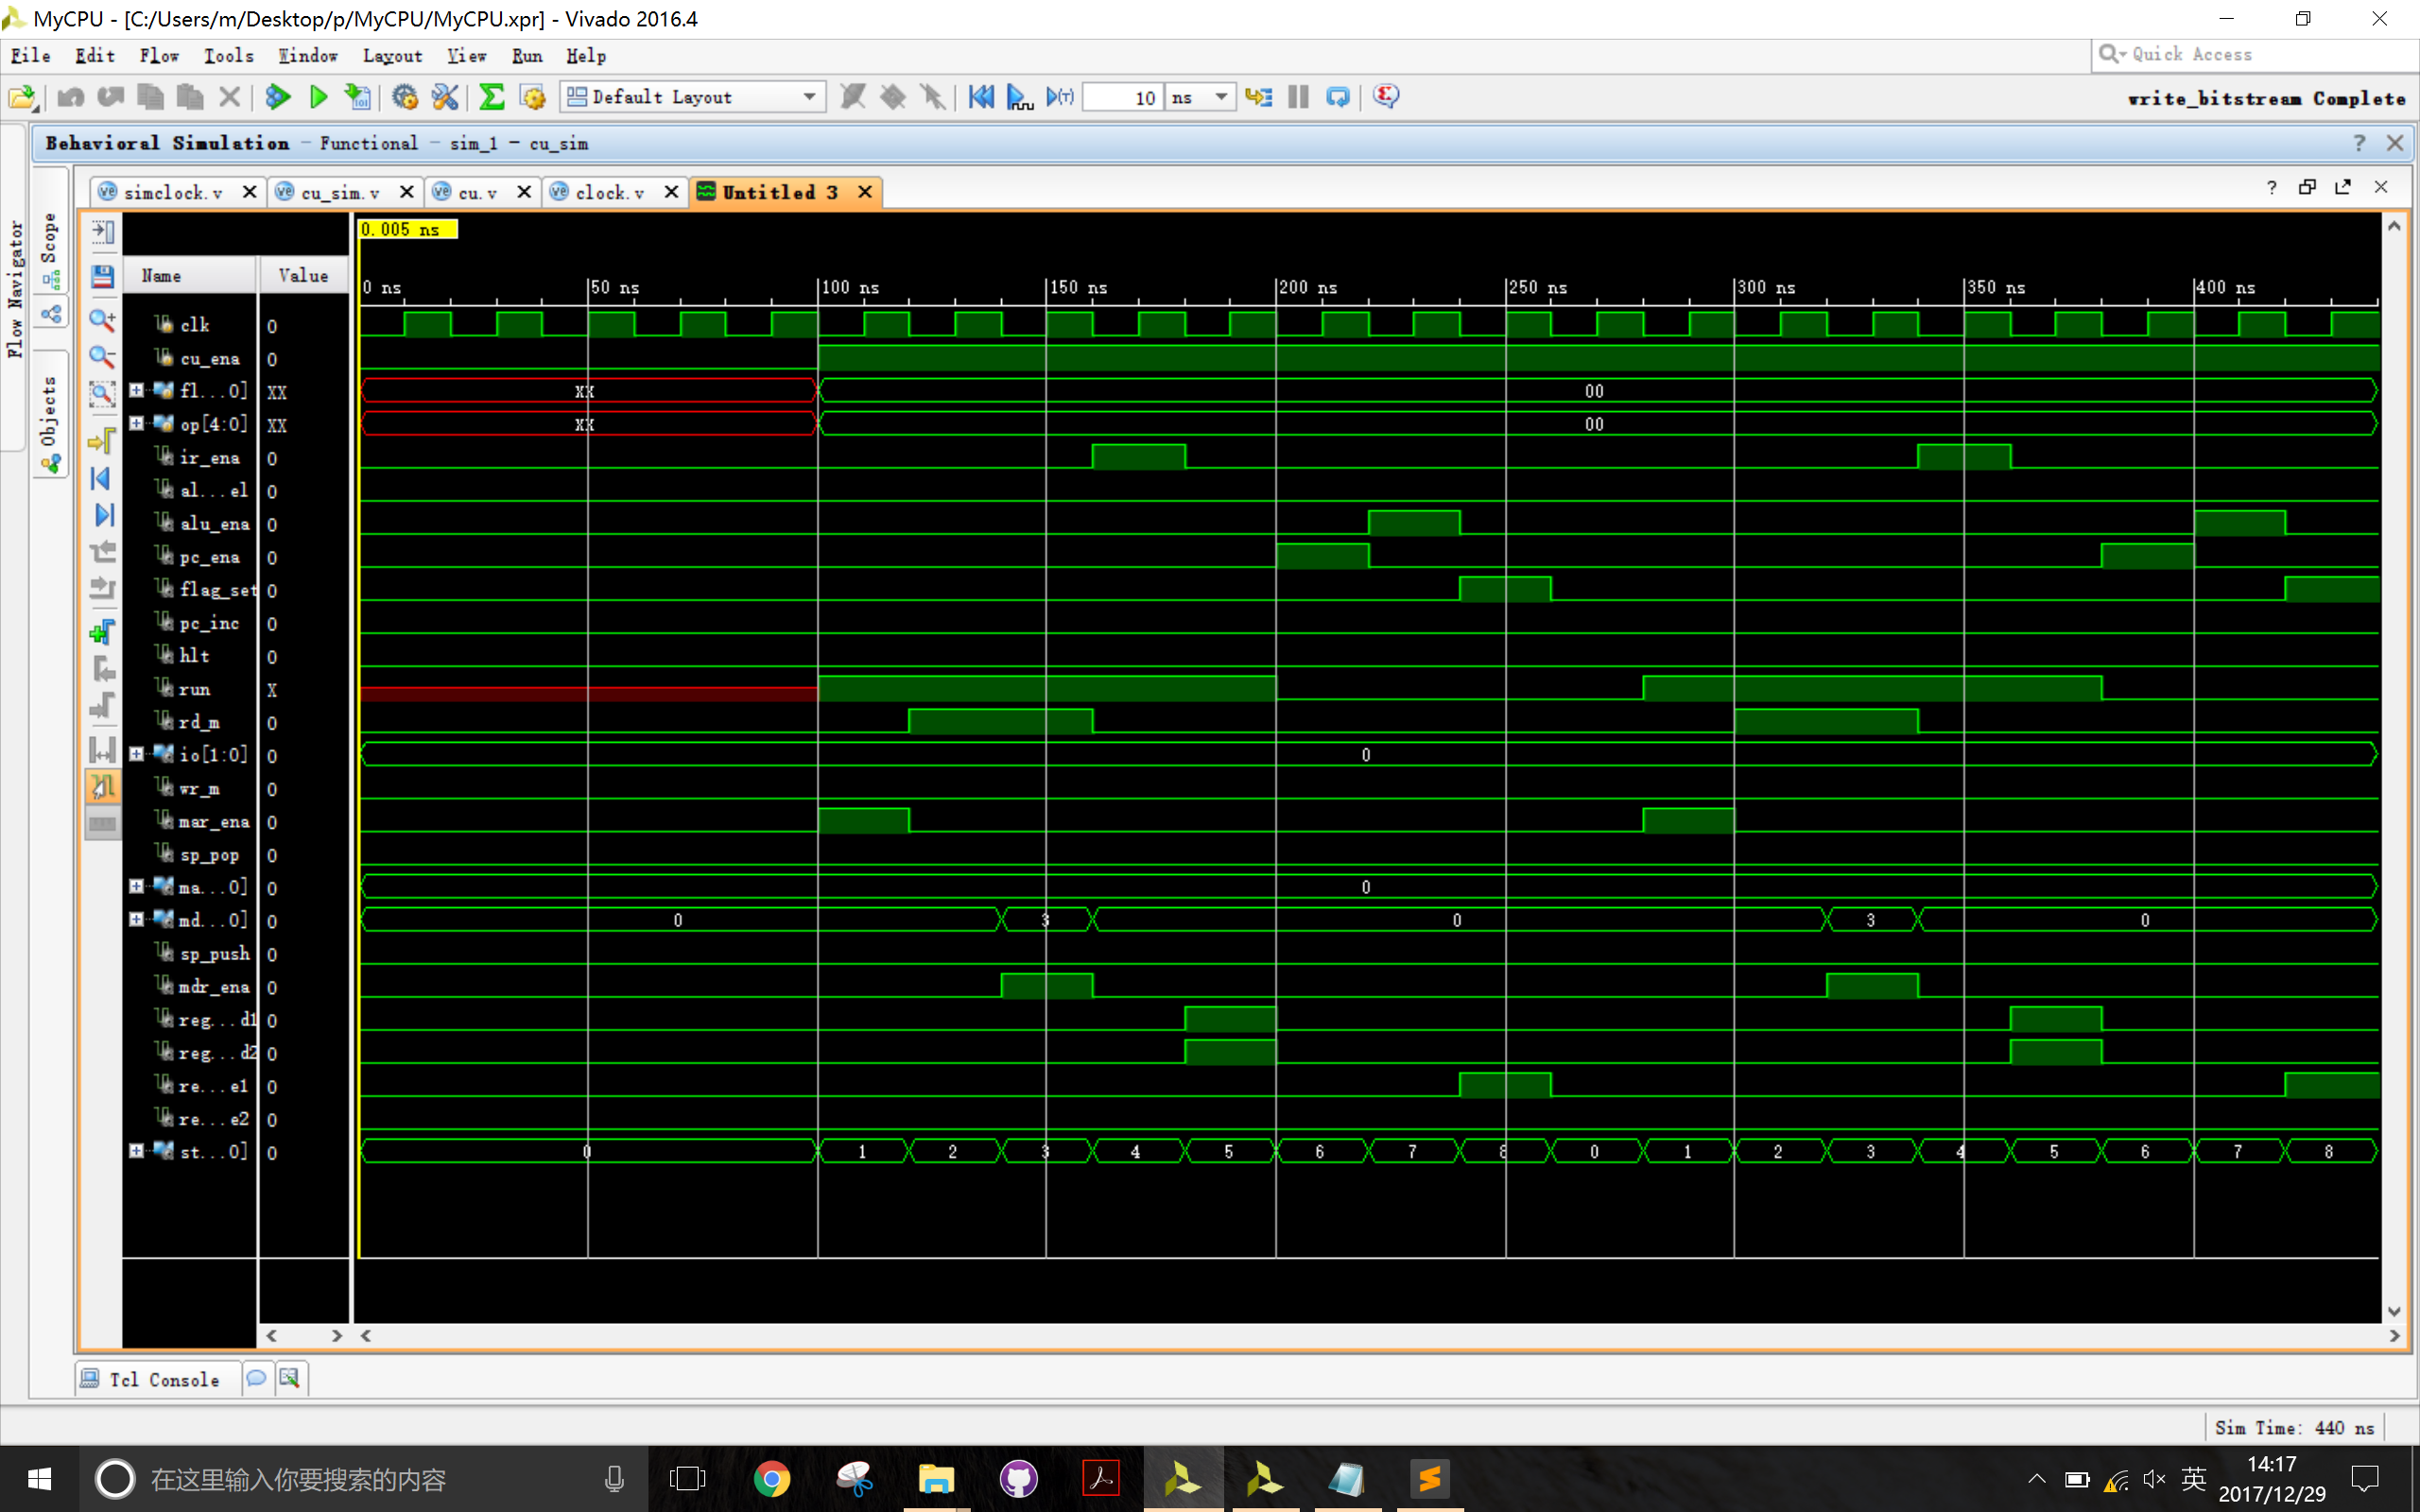 MyCPU - [C:/Users/m/Desktop/p/MyCPU/MyCPU.xpr] - Vivado 2016.4
File Edit Flow Tools Window Layout View Run Help
Quick Access
Default Layout
10 ns
write_bitstream Complete
Behavioral Simulation - Functional - sim_1 - cu_sim
Flow Navigator
Scope
Objects
simclock.v
cu_sim.v
cu.v
clock.v
Untitled 3
0.005 ns
Name Value
0 ns 50 ns 100 ns 150 ns 200 ns 250 ns 300 ns 350 ns 400 ns
clk 0
cu_ena 0
fl...0] XX XX 00
op[4:0] XX XX 00
ir_ena 0
al...el 0
alu_ena 0
pc_ena 0
flag_set 0
pc_inc 0
hlt 0
run X
rd_m 0
io[1:0] 0 0
wr_m 0
mar_ena 0
sp_pop 0
ma...0] 0 0
md...0] 0 0 3 0 3 0
sp_push 0
mdr_ena 0
reg...d1 0
reg...d2 0
re...e1 0
re...e2 0
st...0] 0 0 1 2 3 4 5 6 7 8 0 1 2 3 4 5 6 7 8
Tcl Console
Sim Time: 440 ns
在这里输入你要搜索的内容
英
14:17
2017/12/29